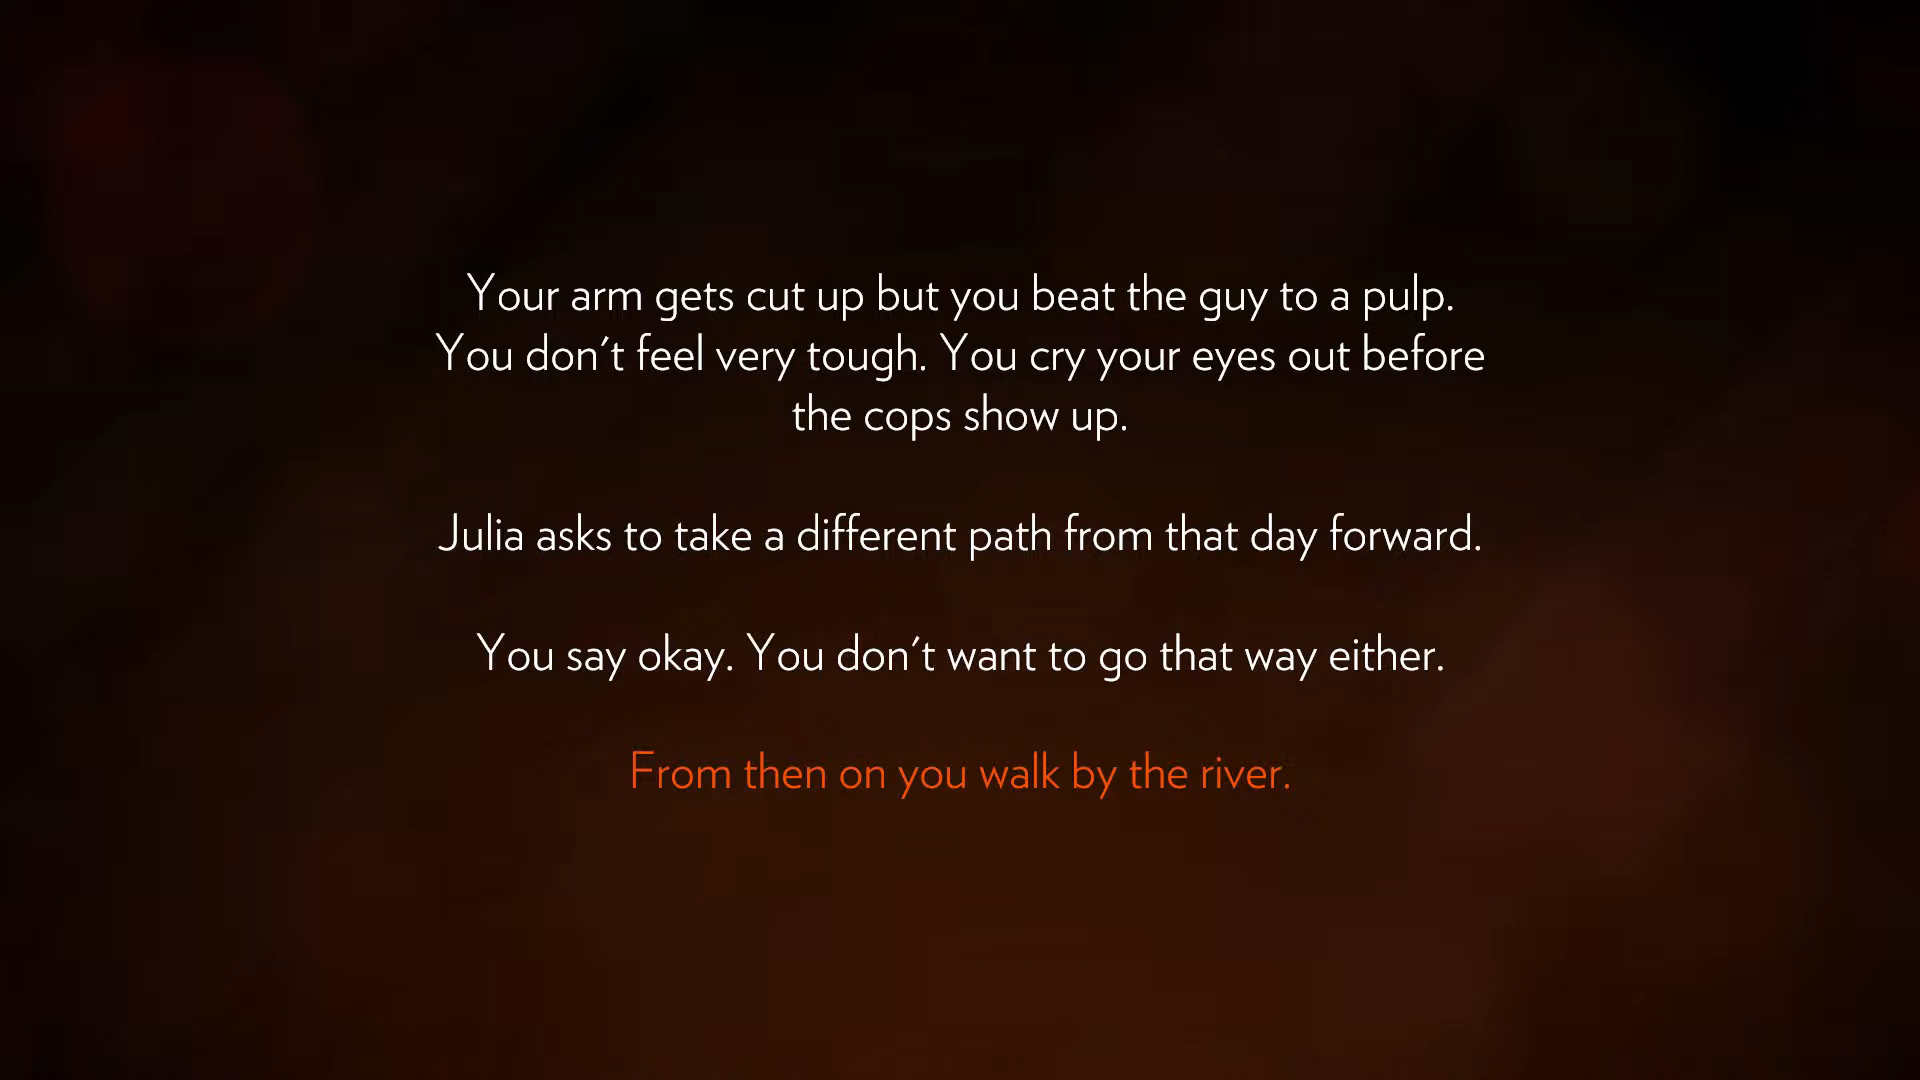 Your arm gets cut up but you beat the guy to a pulp.
You don't feel very tough. You cry your eyes out before
the cops show up.
Julia asks to take a different path from that day forward.
You say okay. You don't want to go that way either.
From then on you walk by the river.